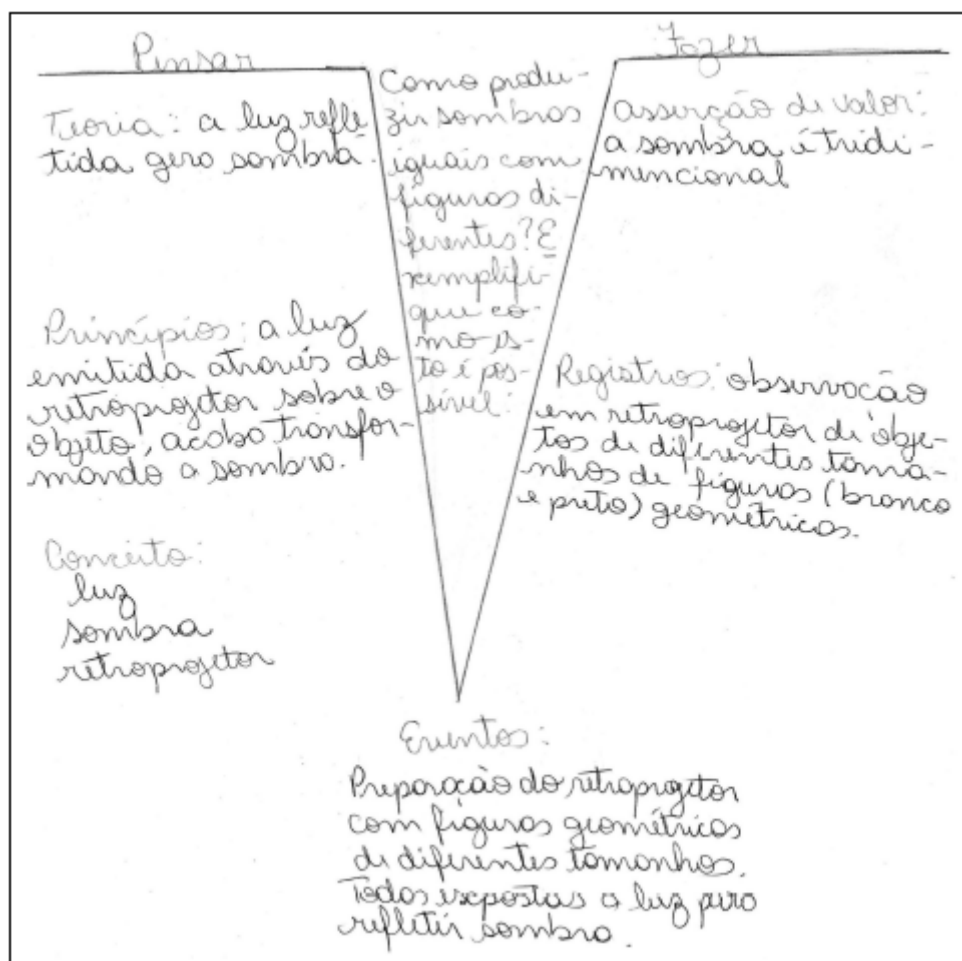 Pensar
Teoria: a luz refle-
tida gera sombra.
Princípios: a luz
emitida através do
retroprojetor sobre o
objeto, acaba transfor-
mando a sombra.
Conceito:
luz
sombra
retroprojetor
Como produ-
zir sombras
iguais com
figuras di-
ferentes? E
xemplifi-
que co-
mo is-
to é pos-
sível:
Fazer
Asserção de valor:
a sombra é tridi-
mencional
Registros: observação
em retroprojetor de obje-
tos de diferentes tama-
nhos de figuras (branco
e preto) geométricas.
Eventos:
Preparação do retroprojetor
com figuras geométricas
de diferentes tamanhos.
Todas expostas a luz para
refletir sombra.